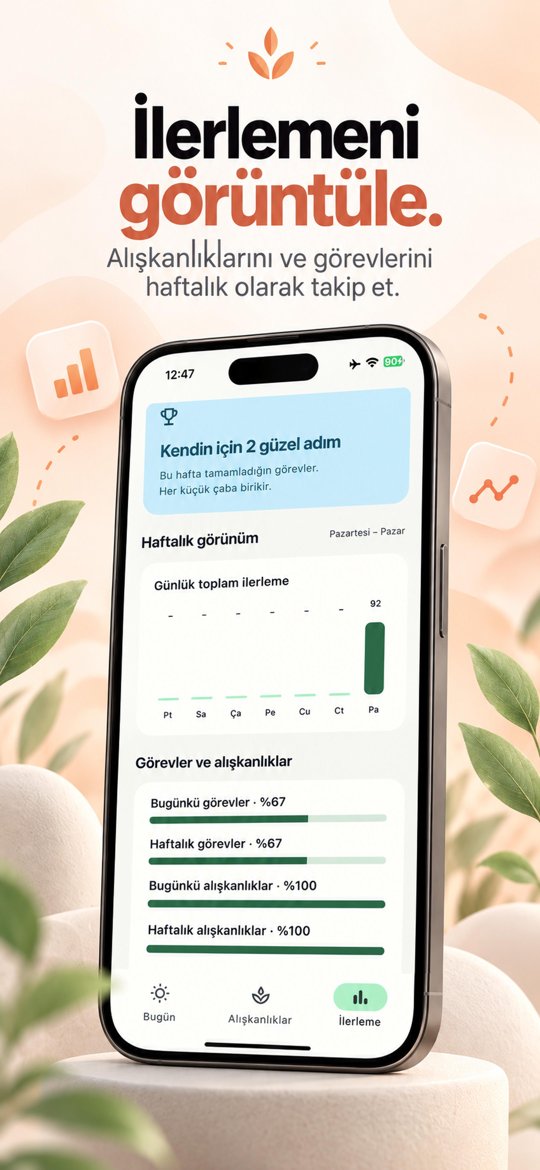 İlerlemeni
görüntüle.
Alışkanlıklarını ve görevlerini
haftalık olarak takip et.
12:47
90
Kendin için 2 güzel adım
Bu hafta tamamladığın görevler.
Her küçük çaba birikir.
Haftalık görünüm
Pazartesi – Pazar
Günlük toplam ilerleme
– – – – – – 92
Pt Sa Ça Pe Cu Ct Pa
Görevler ve alışkanlıklar
Bugünkü görevler · %67
Haftalık görevler · %67
Bugünkü alışkanlıklar · %100
Haftalık alışkanlıklar · %100
Bugün Alışkanlıklar İlerleme